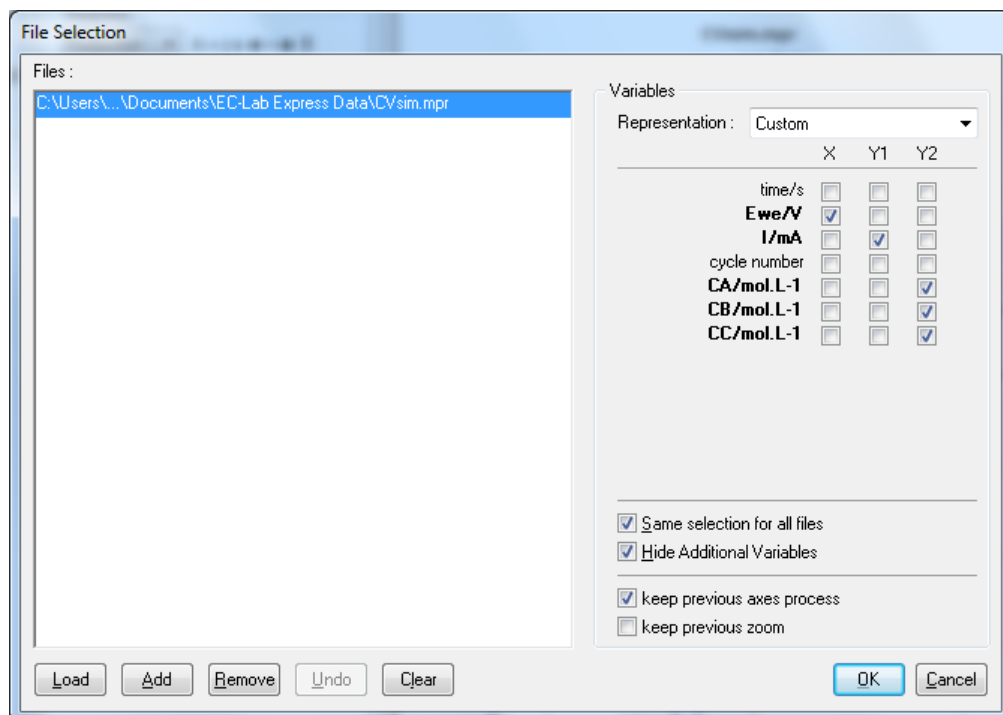 File Selection
Files :
C:\Users\...\Documents\EC-Lab Express Data\CVsim.mpr
Variables
Representation : Custom
X Y1 Y2
time/s
Ewe/V
I/mA
cycle number
CA/mol.L-1
CB/mol.L-1
CC/mol.L-1
Same selection for all files
Hide Additional Variables
keep previous axes process
keep previous zoom
Load Add Remove Undo Clear OK Cancel